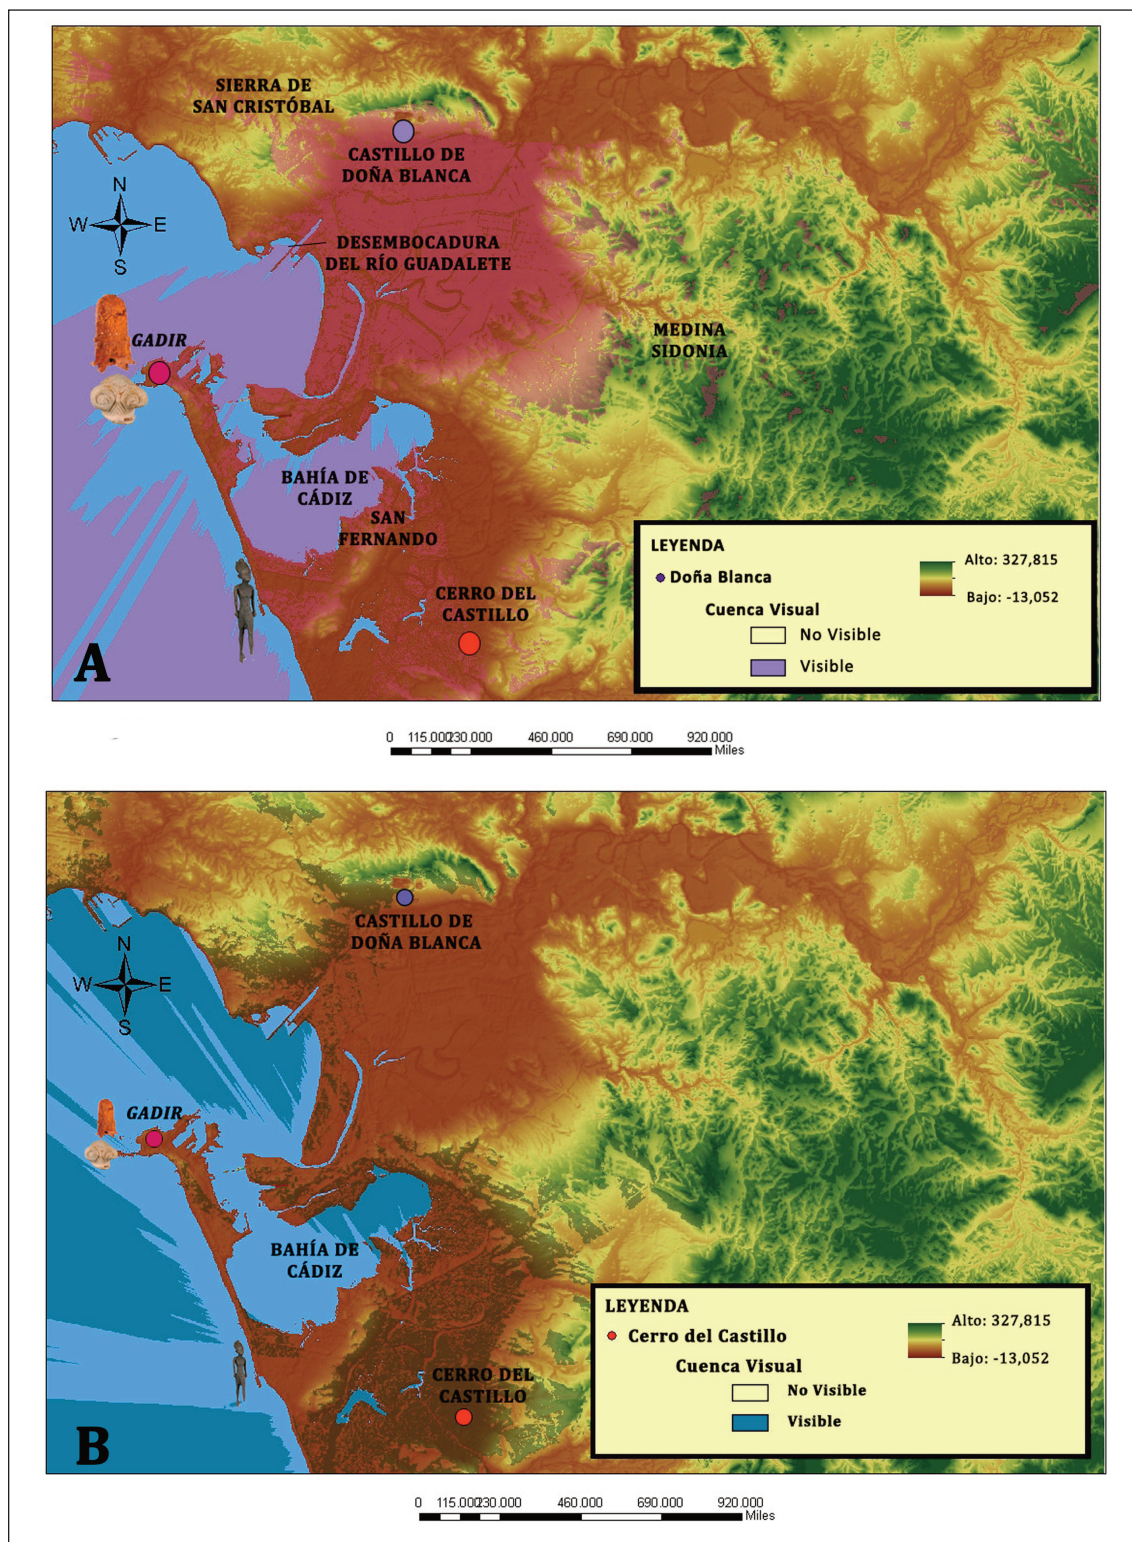 SIERRA DE
SAN CRISTÓBAL
CASTILLO DE
DOÑA BLANCA
N
W E
S
DESEMBOCADURA
DEL RÍO GUADALETE
GADIR
MEDINA
SIDONIA
BAHÍA DE
CÁDIZ
SAN
FERNANDO
CERRO DEL
CASTILLO
A
LEYENDA
Doña Blanca
Cuenca Visual
No Visible
Visible
Alto: 327,815
Bajo: -13,052
0 115.000230.000 460.000 690.000 920.000
Miles
CASTILLO DE
DOÑA BLANCA
N
W E
S
GADIR
BAHÍA DE
CÁDIZ
CERRO DEL
CASTILLO
B
LEYENDA
Cerro del Castillo
Cuenca Visual
No Visible
Visible
Alto: 327,815
Bajo: -13,052
0 115.000230.000 460.000 690.000 920.000
Miles